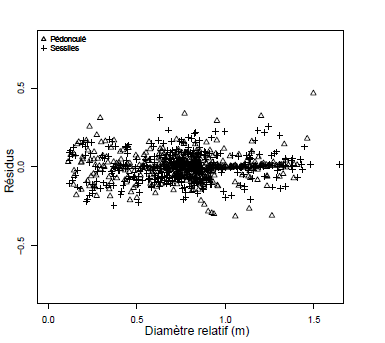 Pédonculé
Sessiles
0.5
0.0
−0.5
Résidus
0.0
0.5
1.0
1.5
Diamètre relatif (m)